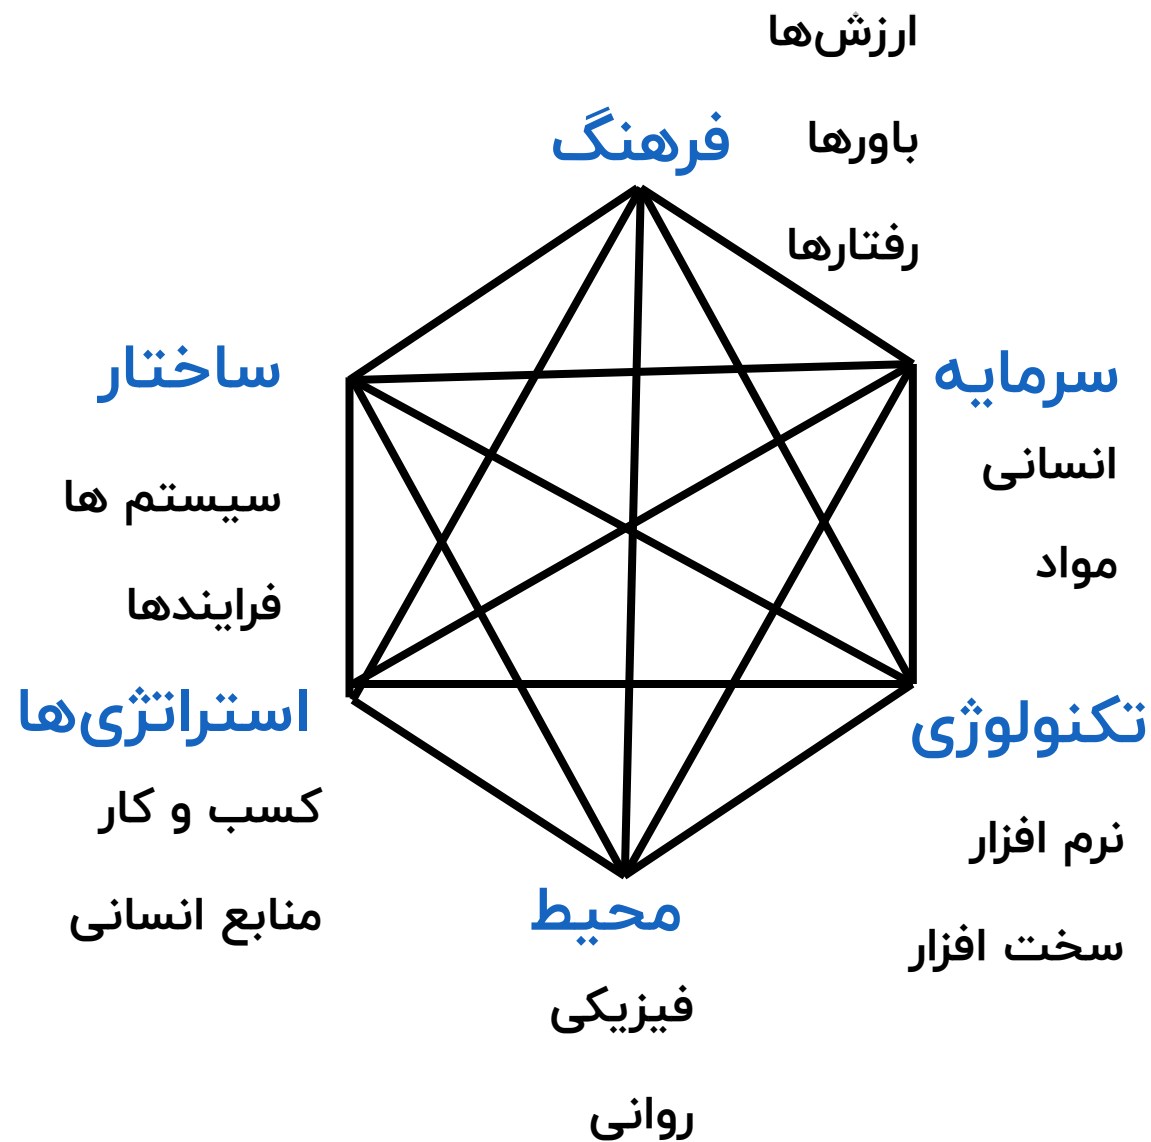 فرهنگ
ارزش‌ها
باورها
رفتارها
سرمایه
انسانی
مواد
تکنولوژی
نرم افزار
سخت افزار
محیط
فیزیکی
روانی
استراتژی‌ها
کسب و کار
منابع انسانی
ساختار
سیستم ها
فرایندها